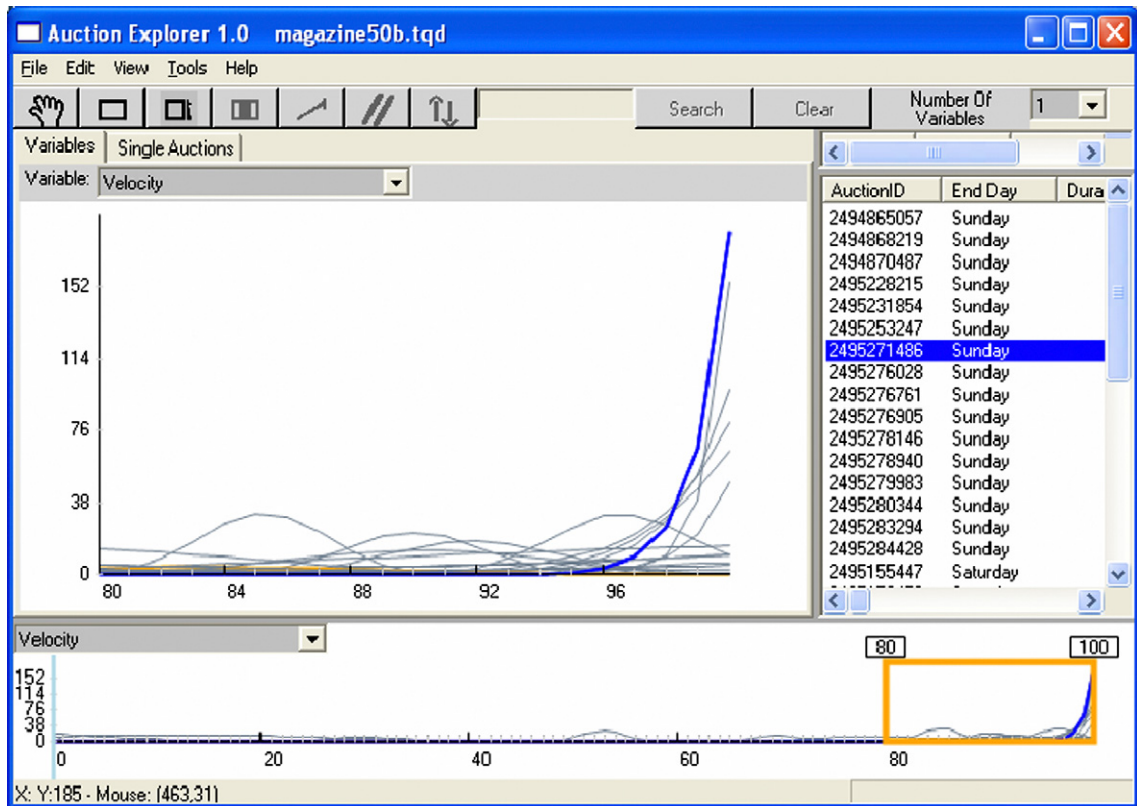 Auction Explorer 1.0 magazine50b.tqd
File Edit View Tools Help
Search Clear Number Of Variables 1
Variables Single Auctions
Variable: Velocity
152
114
76
38
0
80 84 88 92 96
AuctionID End Day Dura
2494865057 Sunday
2494868219 Sunday
2494870487 Sunday
2495228215 Sunday
2495231854 Sunday
2495253247 Sunday
2495271486 Sunday
2495276028 Sunday
2495276761 Sunday
2495276905 Sunday
2495278146 Sunday
2495278940 Sunday
2495279983 Sunday
2495280344 Sunday
2495283294 Sunday
2495284428 Sunday
2495155447 Saturday
Velocity
80 100
152
114
76
38
0
0 20 40 60 80
X: Y:185 - Mouse: (463,31)